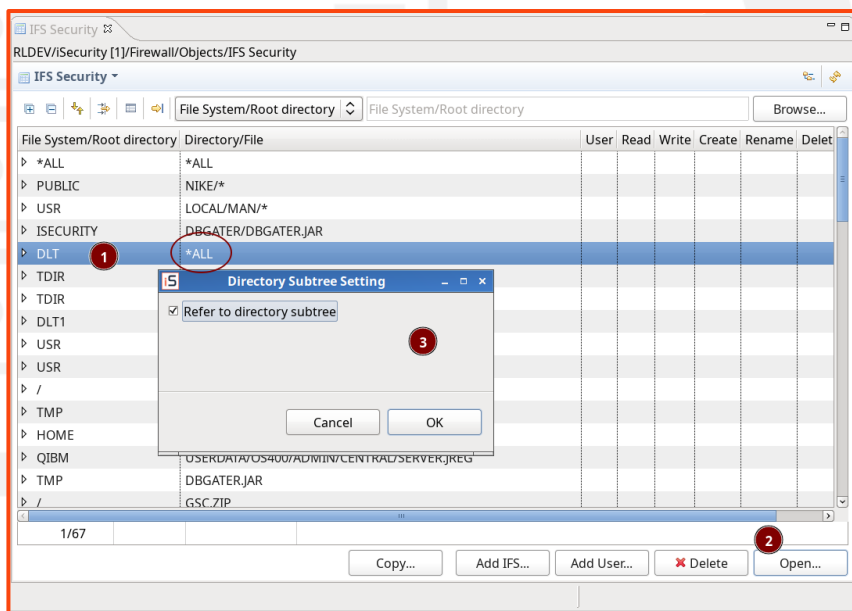 IFS Security
RLDEV/iSecurity [1]/Firewall/Objects/IFS Security
IFS Security
File System/Root directory File System/Root directory Browse...
File System/Root directory Directory/File User Read Write Create Rename Delet
*ALL *ALL
PUBLIC NIKE/*
USR LOCAL/MAN/*
ISECURITY DBGATER/DBGATER.JAR
DLT 1 *ALL
TDIR
iS Directory Subtree Setting
TDIR
Refer to directory subtree
DLT1
USR
3
USR
/
TMP
Cancel OK
HOME
QIBM USERDATA/OS400/ADMIN/CENTRAL/SERVER.JREG
TMP DBGATER.JAR
/ GSC.ZIP
1/67
2
Copy... Add IFS... Add User... Delete Open...